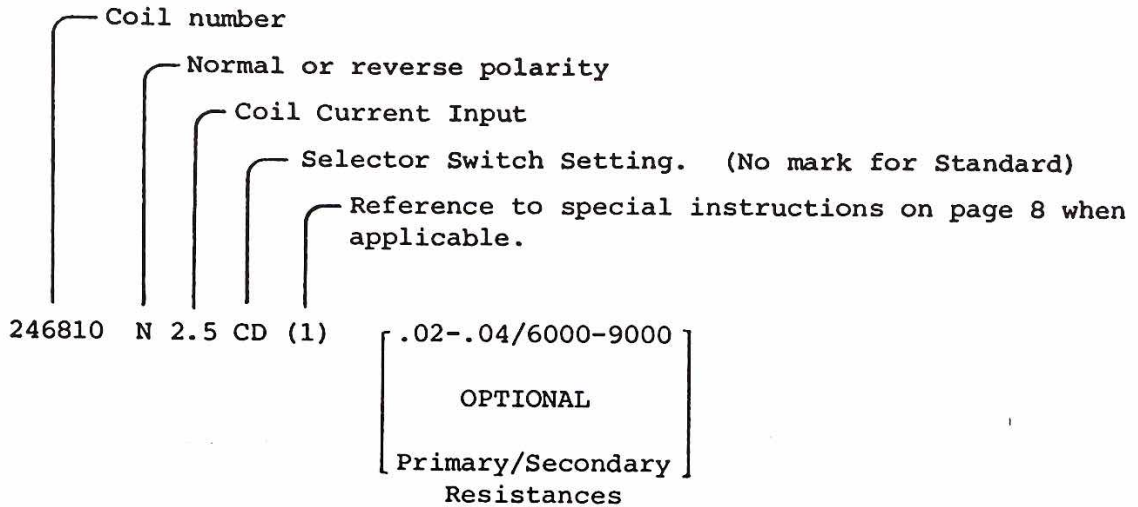 Coil number
Normal or reverse polarity
Coil Current Input
Selector Switch Setting. (No mark for Standard)
Reference to special instructions on page 8 when
applicable.
246810 N 2.5 CD (1) .02-.04/6000-9000
OPTIONAL
Primary/Secondary
Resistances